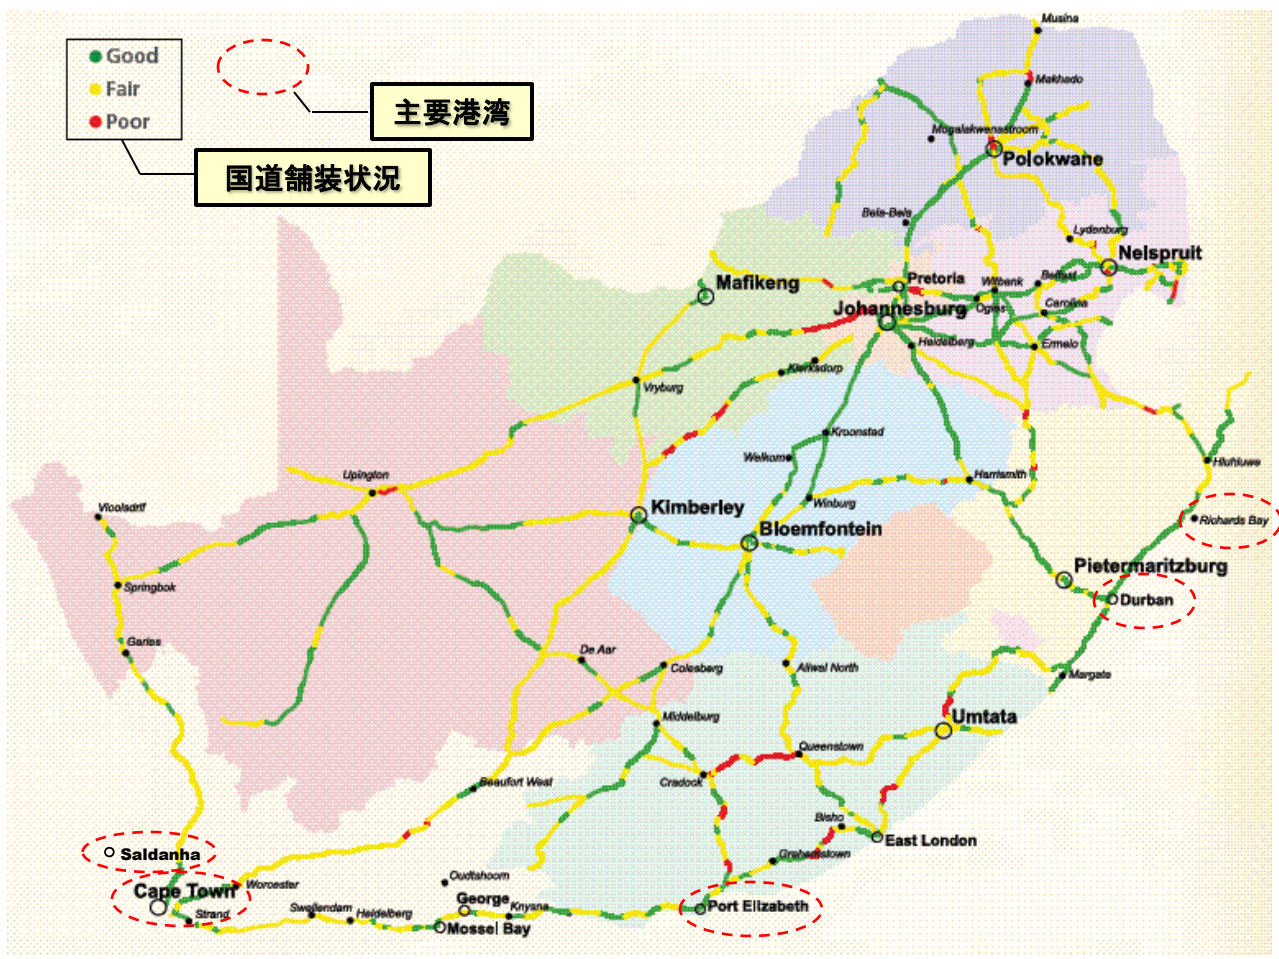 Good
Fair
Poor
主要港湾
国道舗装状況
Musina
Makhado
Mogalakwenastroom
Polokwane
Bela-Bela
Lydenburg
Nelspruit
Mafikeng
Pretoria
Witbank
Belfast
Johannesburg
Ogies
Carolina
Heidelberg
Ermelo
Klerksdorp
Vryburg
Kroonstad
Welkom
Hluhluwe
Upington
Harrismith
Vioolsdrif
Winburg
Kimberley
Richards Bay
Bloemfontein
Pietermaritzburg
Springbok
Durban
Garies
De Aar
Colesberg
Aliwal North
Margate
Middelburg
Umtata
Queenstown
Beaufort West
Cradock
Bisho
East London
Saldanha
Grahamstown
Oudtshoorn
Cape Town
Worcester
George
Knysna
Port Elizabeth
Strand
Swellendam
Heidelberg
Mossel Bay